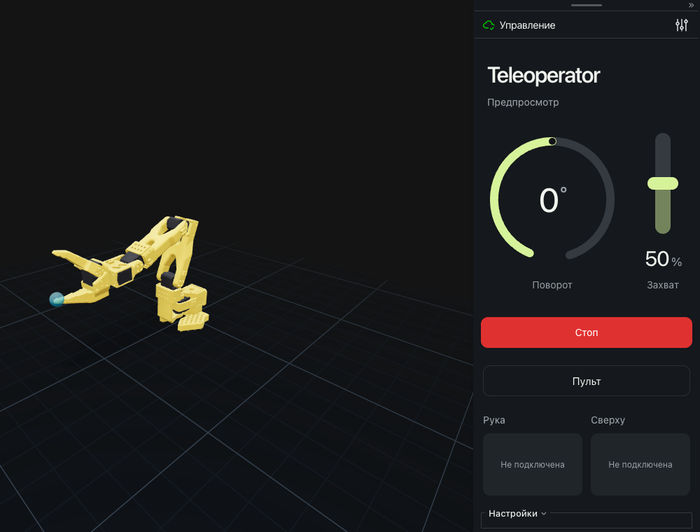 »
Управление
Teleoperator
Предпросмотр
0°
50 %
Поворот
Захват
Стоп
Пульт
Рука
Сверху
Не подключена
Не подключена
Настройки